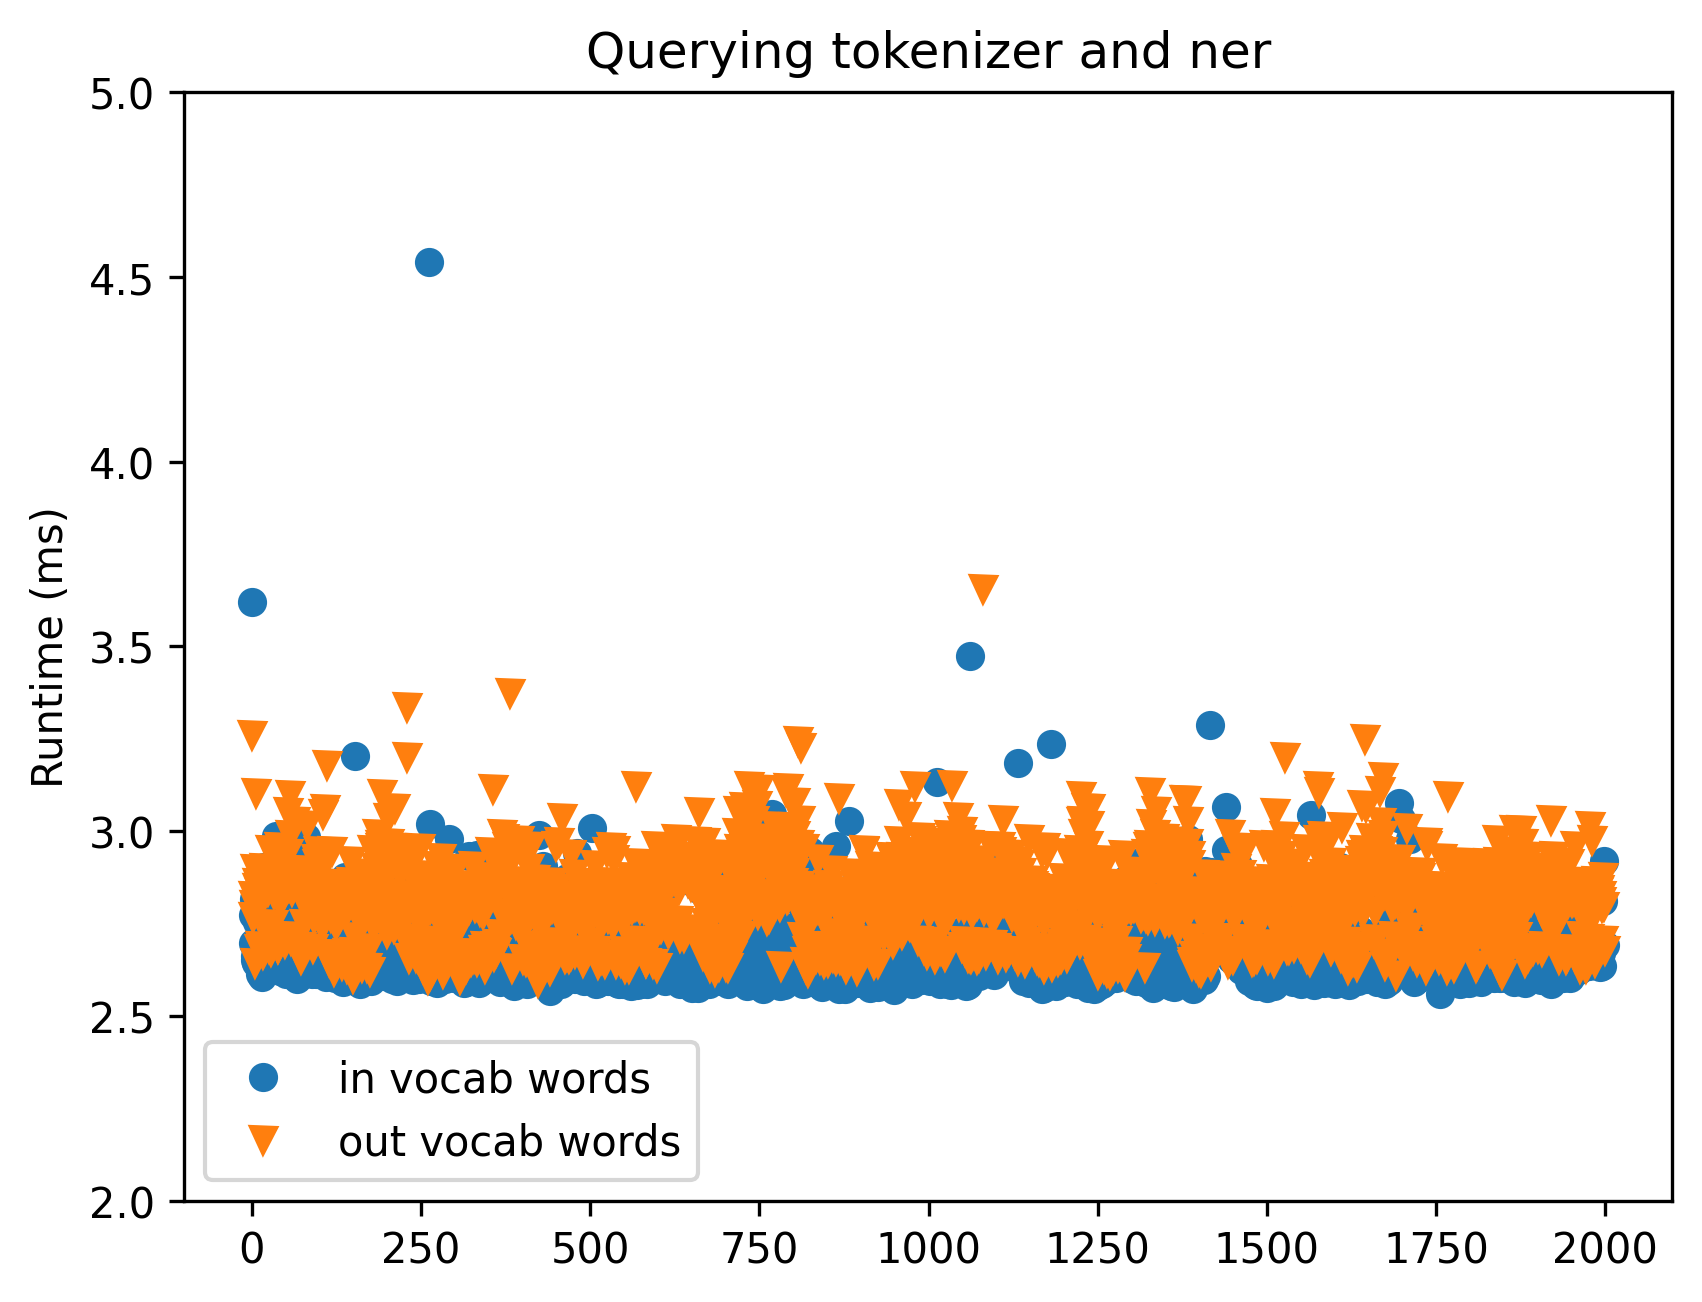 Querying tokenizer and ner
5.0
4.5
4.0
3.5
3.0
2.5
2.0
Runtime (ms)
in vocab words
out vocab words
0 250 500 750 1000 1250 1500 1750 2000